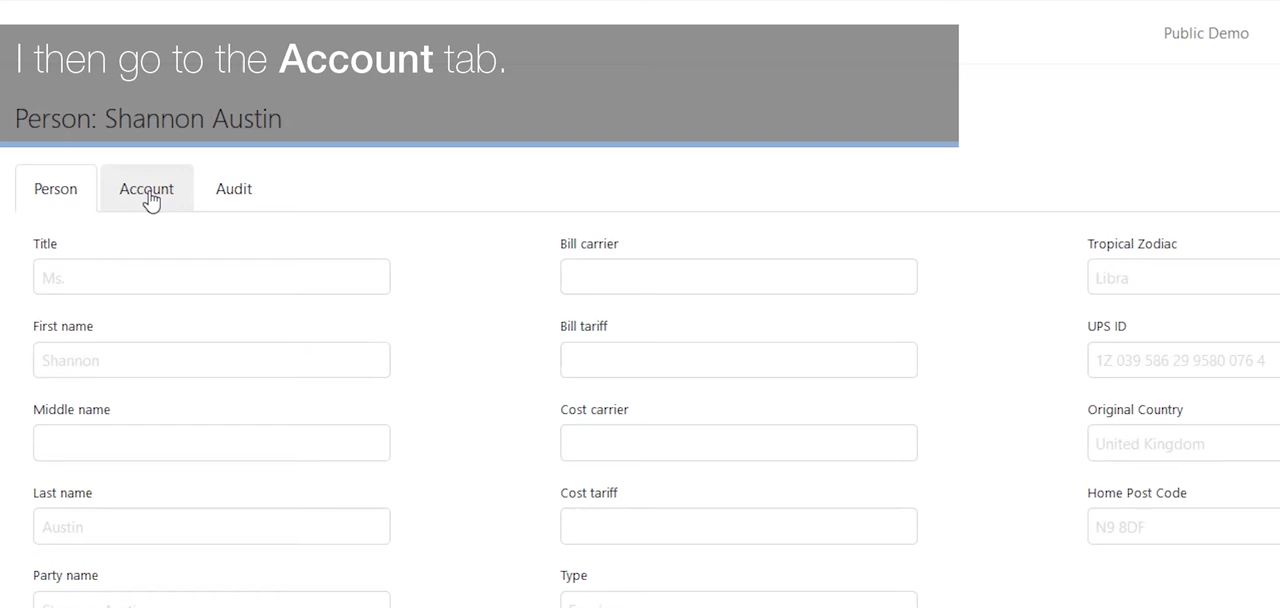 Public Demo
I then go to the Account tab.
Person: Shannon Austin
Person Account Audit
Title Bill carrier Tropical Zodiac
Ms. Libra
First name Bill tariff UPS ID
Shannon 1Z 039 586 29 9580 076 4
Middle name Cost carrier Original Country
United Kingdom
Last name Cost tariff Home Post Code
Austin N9 8DF
Party name Type